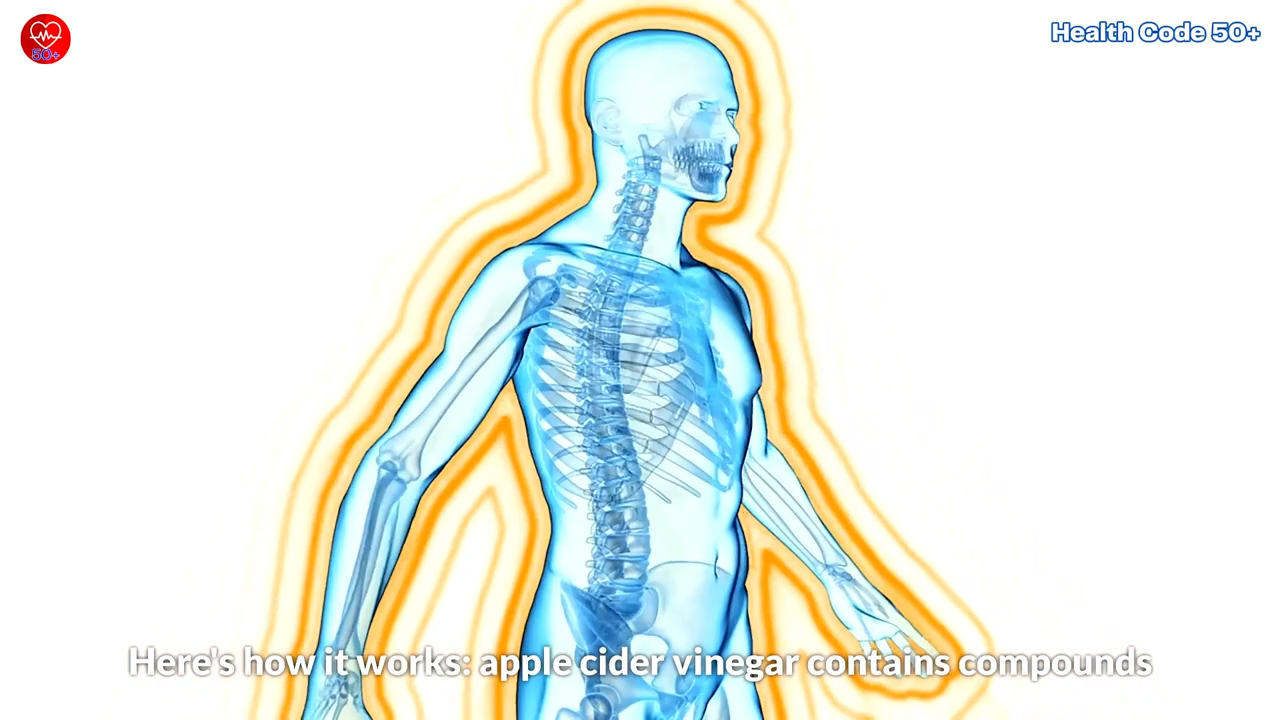 50+
Health Code 50+
Here's how it works: apple cider vinegar contains compounds